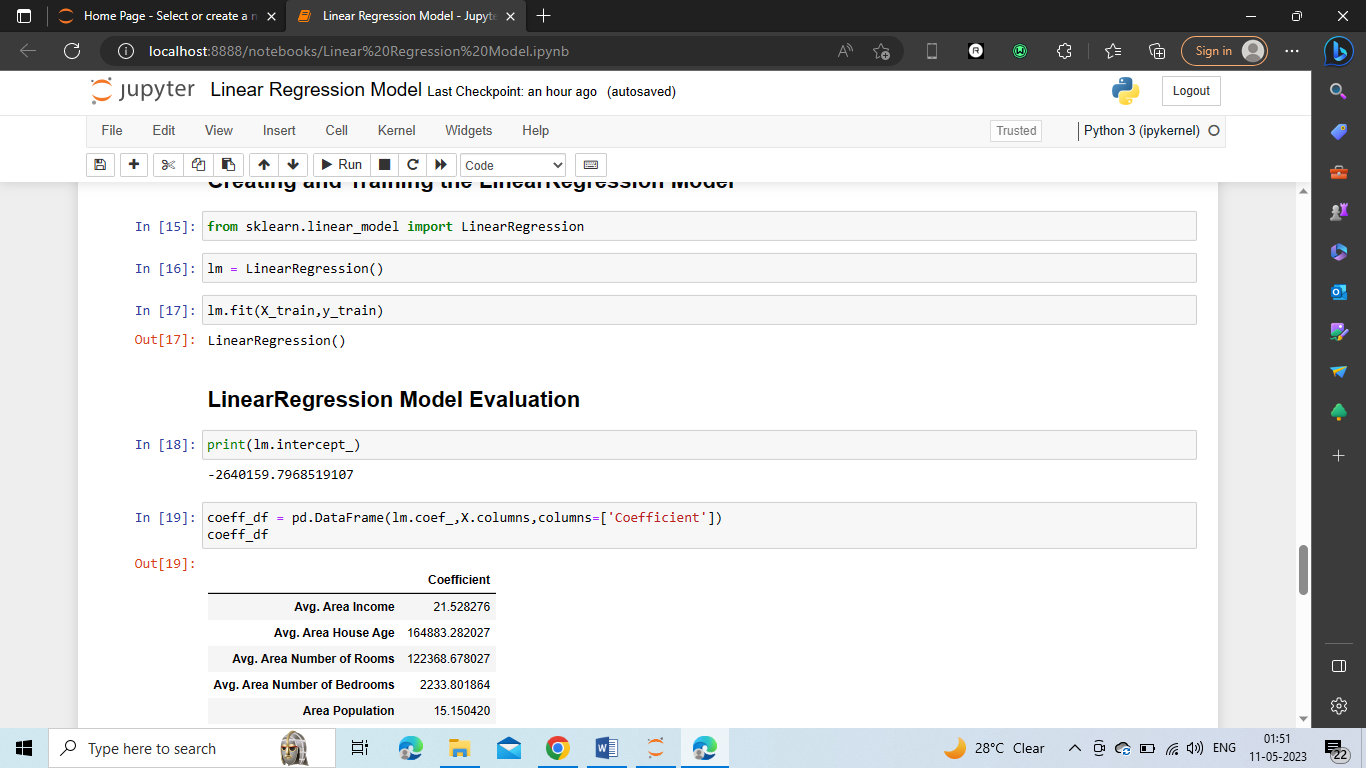 Home Page - Select or create a n
Linear Regression Model - Jupyte
localhost:8888/notebooks/Linear%20Regression%20Model.ipynb
Sign in
jupyter Linear Regression Model Last Checkpoint: an hour ago (autosaved)
Logout
File Edit View Insert Cell Kernel Widgets Help
Trusted
Python 3 (ipykernel)
Run
Code
Creating and Training the LinearRegression Model
In [15]: from sklearn.linear_model import LinearRegression
In [16]: lm = LinearRegression()
In [17]: lm.fit(X_train,y_train)
Out[17]: LinearRegression()
LinearRegression Model Evaluation
In [18]: print(lm.intercept_)
-2640159.7968519107
In [19]: coeff_df = pd.DataFrame(lm.coef_,X.columns,columns=['Coefficient'])
coeff_df
Out[19]:
Coefficient
Avg. Area Income 21.528276
Avg. Area House Age 164883.282027
Avg. Area Number of Rooms 122368.678027
Avg. Area Number of Bedrooms 2233.801864
Area Population 15.150420
Type here to search
28°C Clear
ENG
01:51
11-05-2023
22